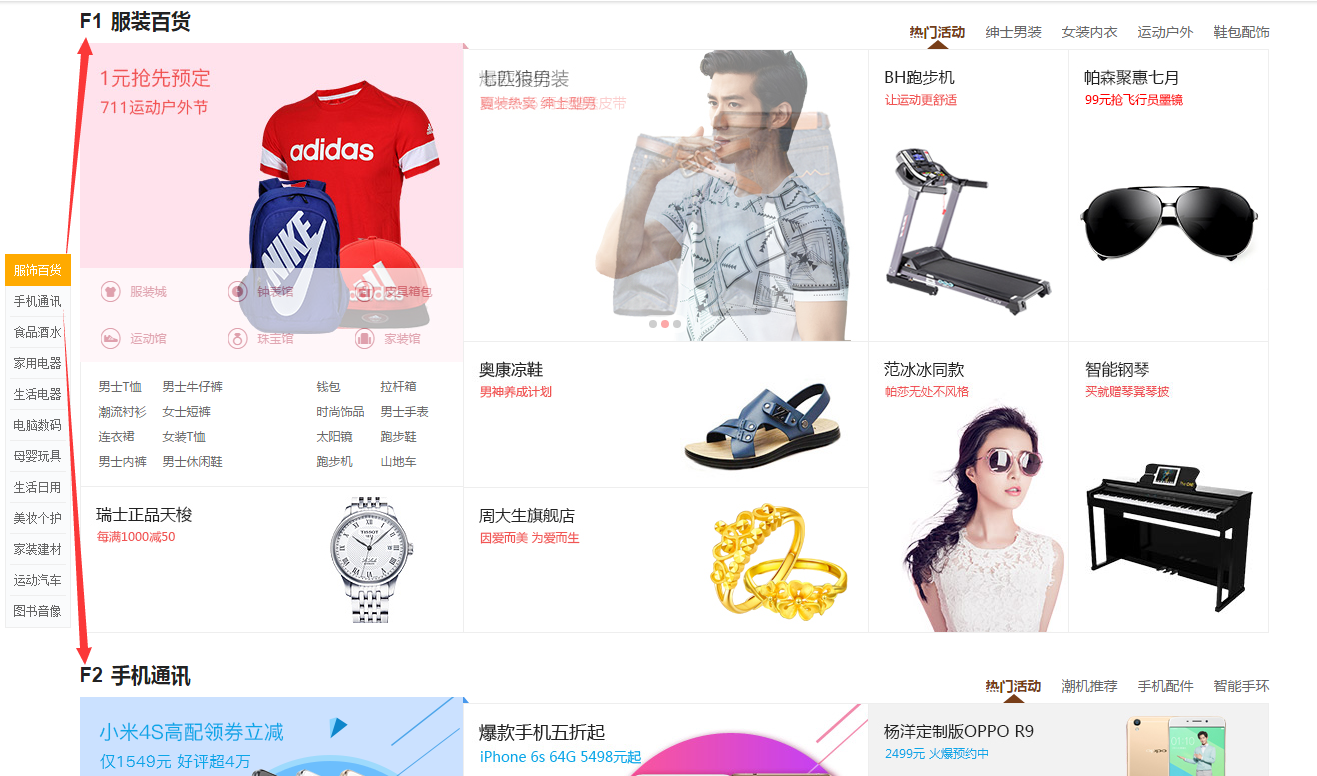 F1 服装百货
热门活动 绅士男装 女装内衣 运动户外 鞋包配饰
1元抢先预定
711运动户外节
adidas
NIKE
adidas
服装城 钟表馆
运动馆 珠宝馆 家装馆
男士T恤 男士牛仔裤 钱包 拉杆箱
潮流衬衫 女士短裤 时尚饰品 男士手表
连衣裙 女装T恤 太阳镜 跑步鞋
男士内裤 男士休闲鞋 跑步机 山地车
瑞士正品天梭
每满1000减50
TISSOT
七匹狼男装
夏装热卖 绅士型男
BH跑步机
让运动更舒适
帕森聚惠七月
99元抢飞行员墨镜
奥康凉鞋
男神养成计划
周大生旗舰店
因爱而美 为爱而生
范冰冰同款
帕莎无处不风格
智能钢琴
买就赠琴凳琴披
服饰百货
手机通讯
食品酒水
家用电器
生活电器
电脑数码
母婴玩具
生活日用
美妆个护
家装建材
运动汽车
图书音像
F2 手机通讯
热门活动 潮机推荐 手机配件 智能手环
小米4S高配领券立减
仅1549元 好评超4万
爆款手机五折起
iPhone 6s 64G 5498元起
杨洋定制版OPPO R9
2499元 火爆预约中
oppo
01:10